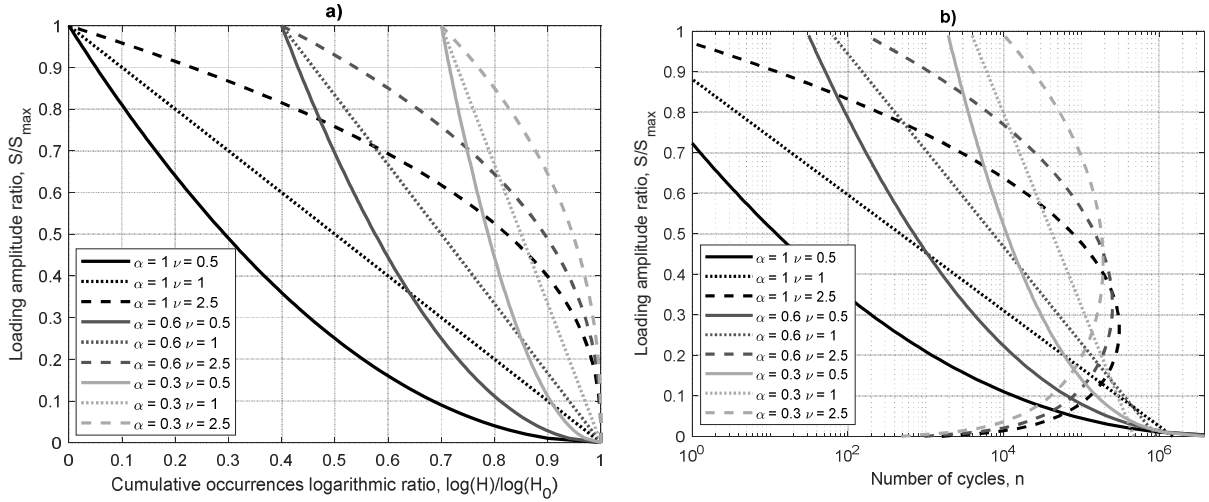 a)
1
0.9
0.8
0.7
0.6
0.5
0.4
0.3
0.2
0.1
0
Loading amplitude ratio, S/S_max
α = 1 ν = 0.5
α = 1 ν = 1
α = 1 ν = 2.5
α = 0.6 ν = 0.5
α = 0.6 ν = 1
α = 0.6 ν = 2.5
α = 0.3 ν = 0.5
α = 0.3 ν = 1
α = 0.3 ν = 2.5
0 0.1 0.2 0.3 0.4 0.5 0.6 0.7 0.8 0.9 1
Cumulative occurrences logarithmic ratio, log(H)/log(H_0)
b)
1
0.9
0.8
0.7
0.6
0.5
0.4
0.3
0.2
0.1
0
Loading amplitude ratio, S/S_max
α = 1 ν = 0.5
α = 1 ν = 1
α = 1 ν = 2.5
α = 0.6 ν = 0.5
α = 0.6 ν = 1
α = 0.6 ν = 2.5
α = 0.3 ν = 0.5
α = 0.3 ν = 1
α = 0.3 ν = 2.5
10^0 10^2 10^4 10^6
Number of cycles, n